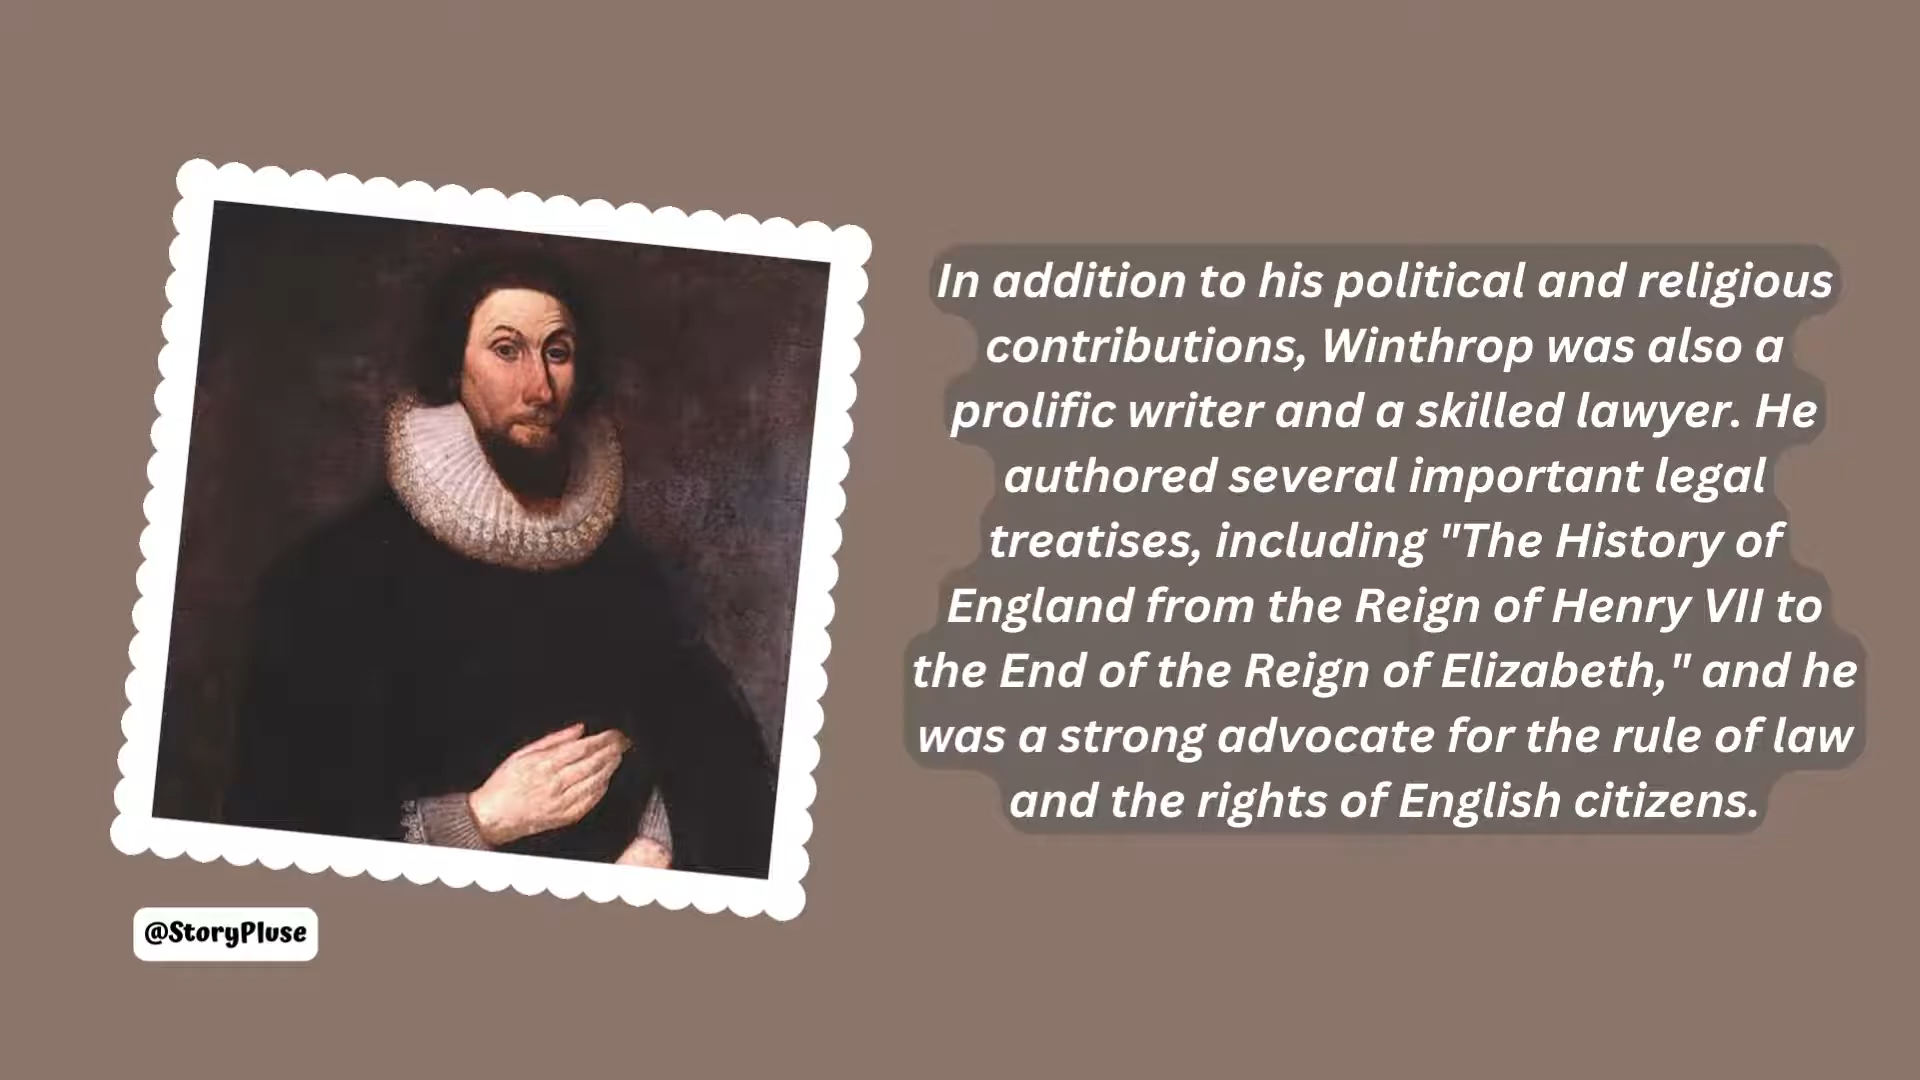 In addition to his political and religious
contributions, Winthrop was also a
prolific writer and a skilled lawyer. He
authored several important legal
treatises, including "The History of
England from the Reign of Henry VII to
the End of the Reign of Elizabeth," and he
was a strong advocate for the rule of law
and the rights of English citizens.
@StoryPluse